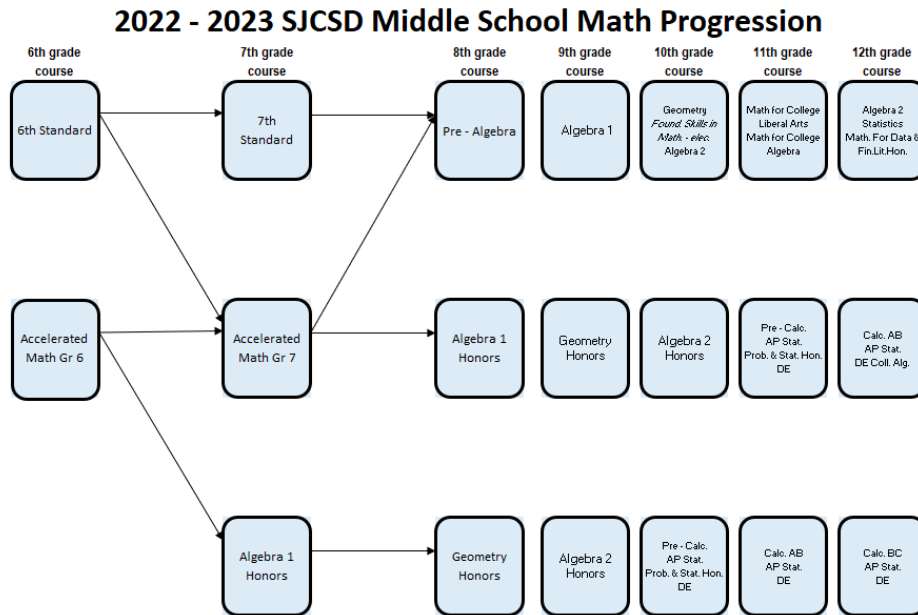 2022 - 2023 SJCSD Middle School Math Progression
6th grade
course
7th grade
course
8th grade
course
9th grade
course
10th grade
course
11th grade
course
12th grade
course
6th Standard
7th
Standard
Pre - Algebra
Algebra 1
Geometry
Found. Skills in
Math. - elec.
Algebra 2
Math for College
Liberal Arts
Math for College
Algebra
Algebra 2
Statistics
Math. For Data &
Fin.Lit.Hon.
Accelerated
Math Gr 6
Accelerated
Math Gr 7
Algebra 1
Honors
Geometry
Honors
Algebra 2
Honors
Pre - Calc.
AP Stat.
Prob. & Stat. Hon.
DE
Calc. AB
AP Stat.
DE Coll. Alg.
Algebra 1
Honors
Geometry
Honors
Algebra 2
Honors
Pre - Calc.
AP Stat.
Prob. & Stat. Hon.
DE
Calc. AB
AP Stat.
DE
Calc. BC
AP Stat.
DE